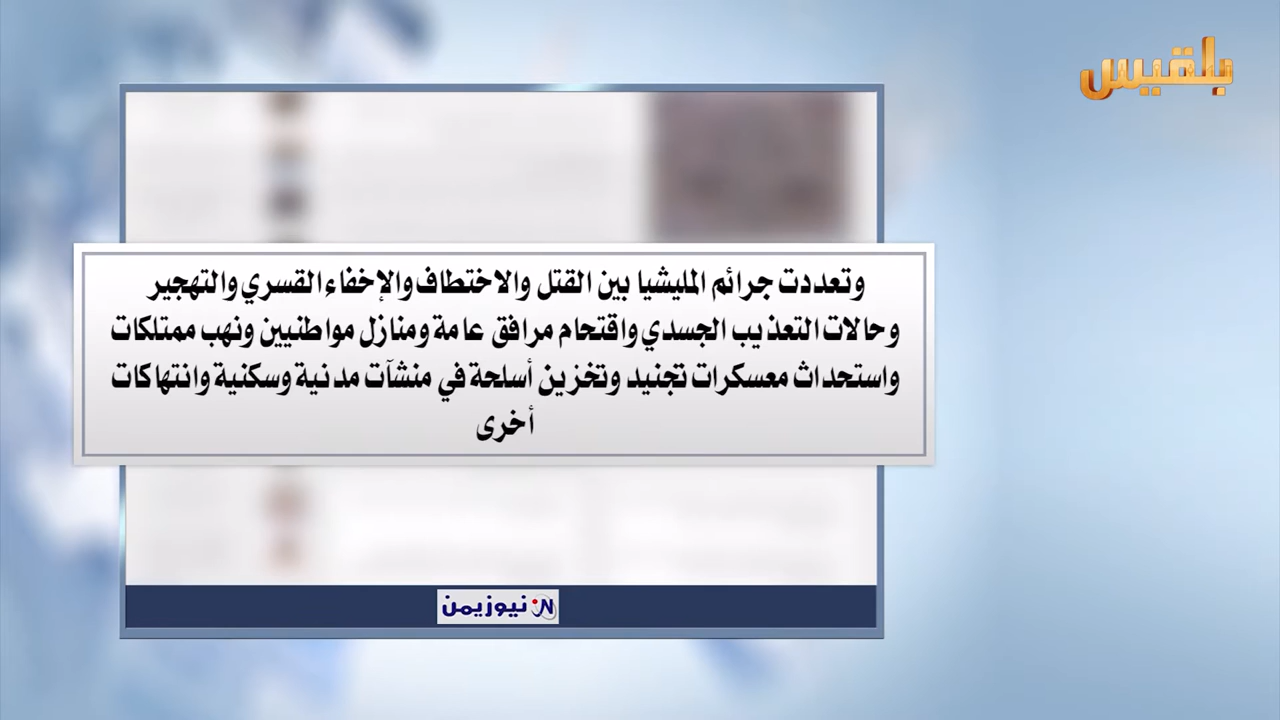 بلقيس
وتعددت جرائم المليشيا بين القتل والاختطاف والإخفاء القسري والتهجير
وحالات التعذيب الجسدي واقتحام مرافق عامة ومنازل مواطنيين ونهب ممتلكات
واستحداث معسكرات تجنيد وتخزين أسلحة في منشآت مدنية وسكنية وانتهاكات
أخرى
نيوزيمن